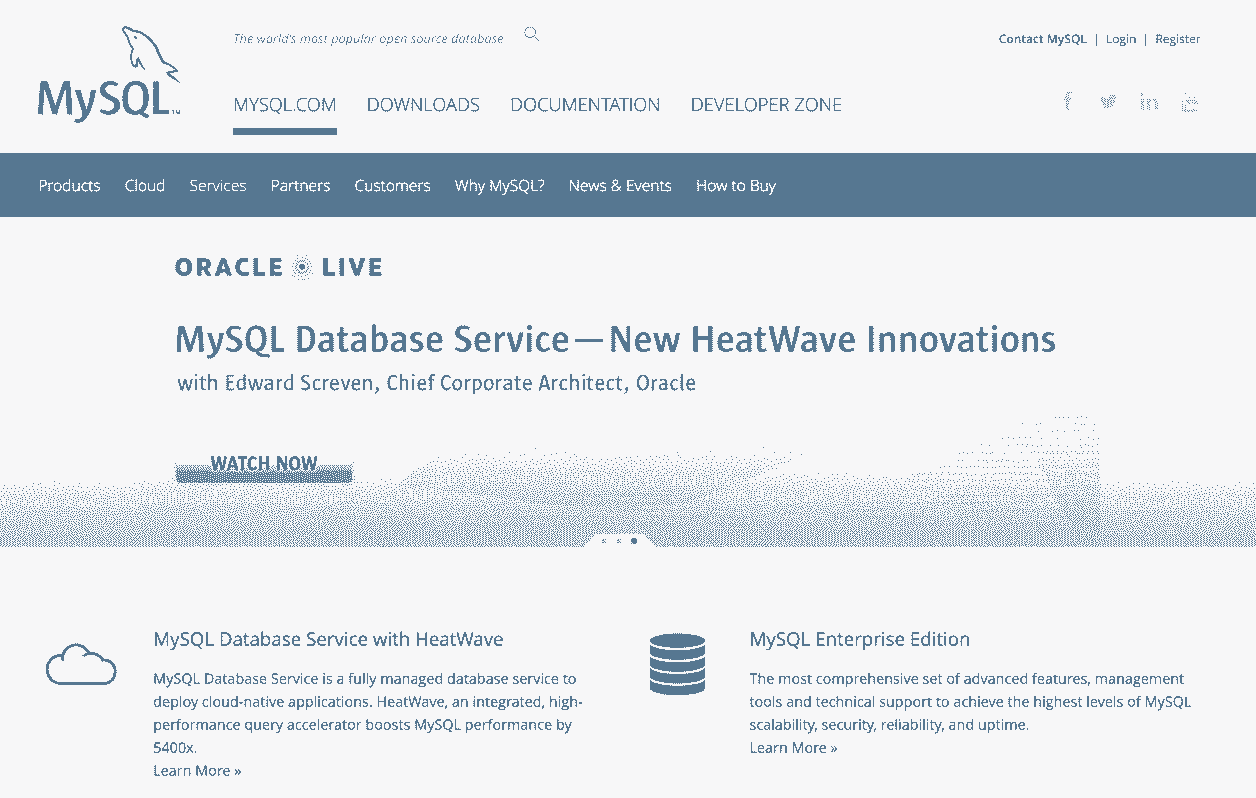 The world's most popular open source database
Contact MySQL | Login | Register
MySQL™
MYSQL.COM DOWNLOADS DOCUMENTATION DEVELOPER ZONE
Products Cloud Services Partners Customers Why MySQL? News & Events How to Buy
ORACLE LIVE
MySQL Database Service—New HeatWave Innovations
with Edward Screven, Chief Corporate Architect, Oracle
WATCH NOW
MySQL Database Service with HeatWave
MySQL Database Service is a fully managed database service to
deploy cloud-native applications. HeatWave, an integrated, high-
performance query accelerator boosts MySQL performance by
5400x.
Learn More »
MySQL Enterprise Edition
The most comprehensive set of advanced features, management
tools and technical support to achieve the highest levels of MySQL
scalability, security, reliability, and uptime.
Learn More »